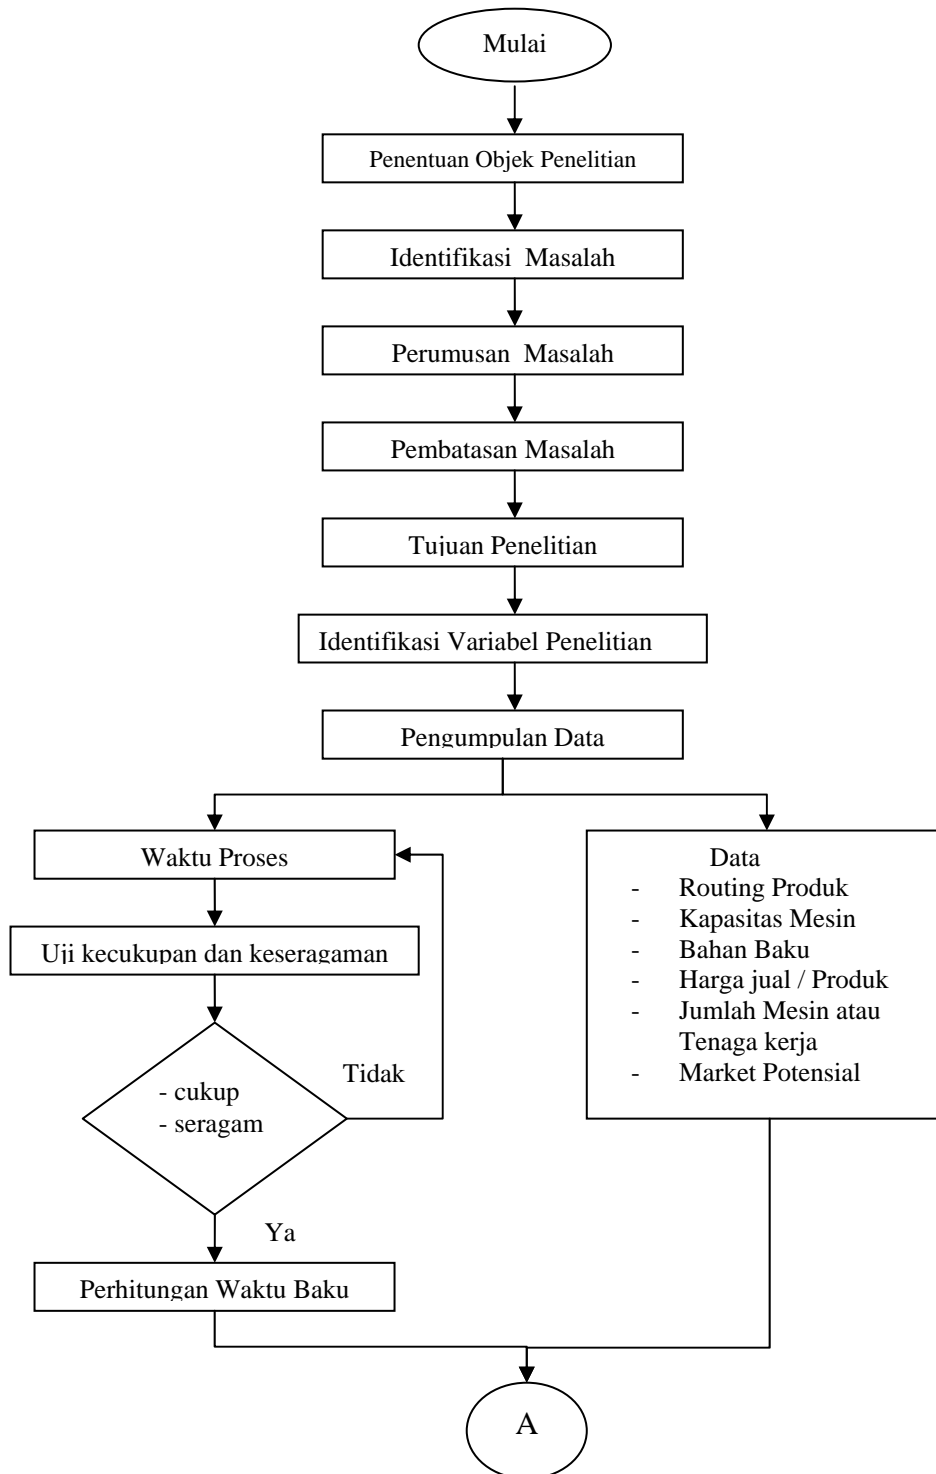 Mulai
Penentuan Objek Penelitian
Identifikasi Masalah
Perumusan Masalah
Pembatasan Masalah
Tujuan Penelitian
Identifikasi Variabel Penelitian
Pengumpulan Data
Waktu Proses
Uji kecukupan dan keseragaman
- cukup
- seragam
Tidak
Ya
Perhitungan Waktu Baku
Data
- Routing Produk
- Kapasitas Mesin
- Bahan Baku
- Harga jual / Produk
- Jumlah Mesin atau
Tenaga kerja
- Market Potensial
A